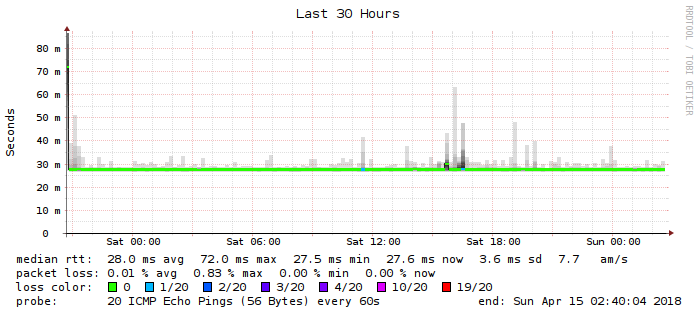 Last 30 Hours
RRDTOOL / TOBI OETIKER
Seconds
80 m
70 m
60 m
50 m
40 m
30 m
20 m
10 m
0
Sat 00:00 Sat 06:00 Sat 12:00 Sat 18:00 Sun 00:00
median rtt: 28.0 ms avg 72.0 ms max 27.5 ms min 27.6 ms now 3.6 ms sd 7.7 am/s
packet loss: 0.01 % avg 0.83 % max 0.00 % min 0.00 % now
loss color: 0 1/20 2/20 3/20 4/20 10/20 19/20
probe: 20 ICMP Echo Pings (56 Bytes) every 60s end: Sun Apr 15 02:40:04 2018